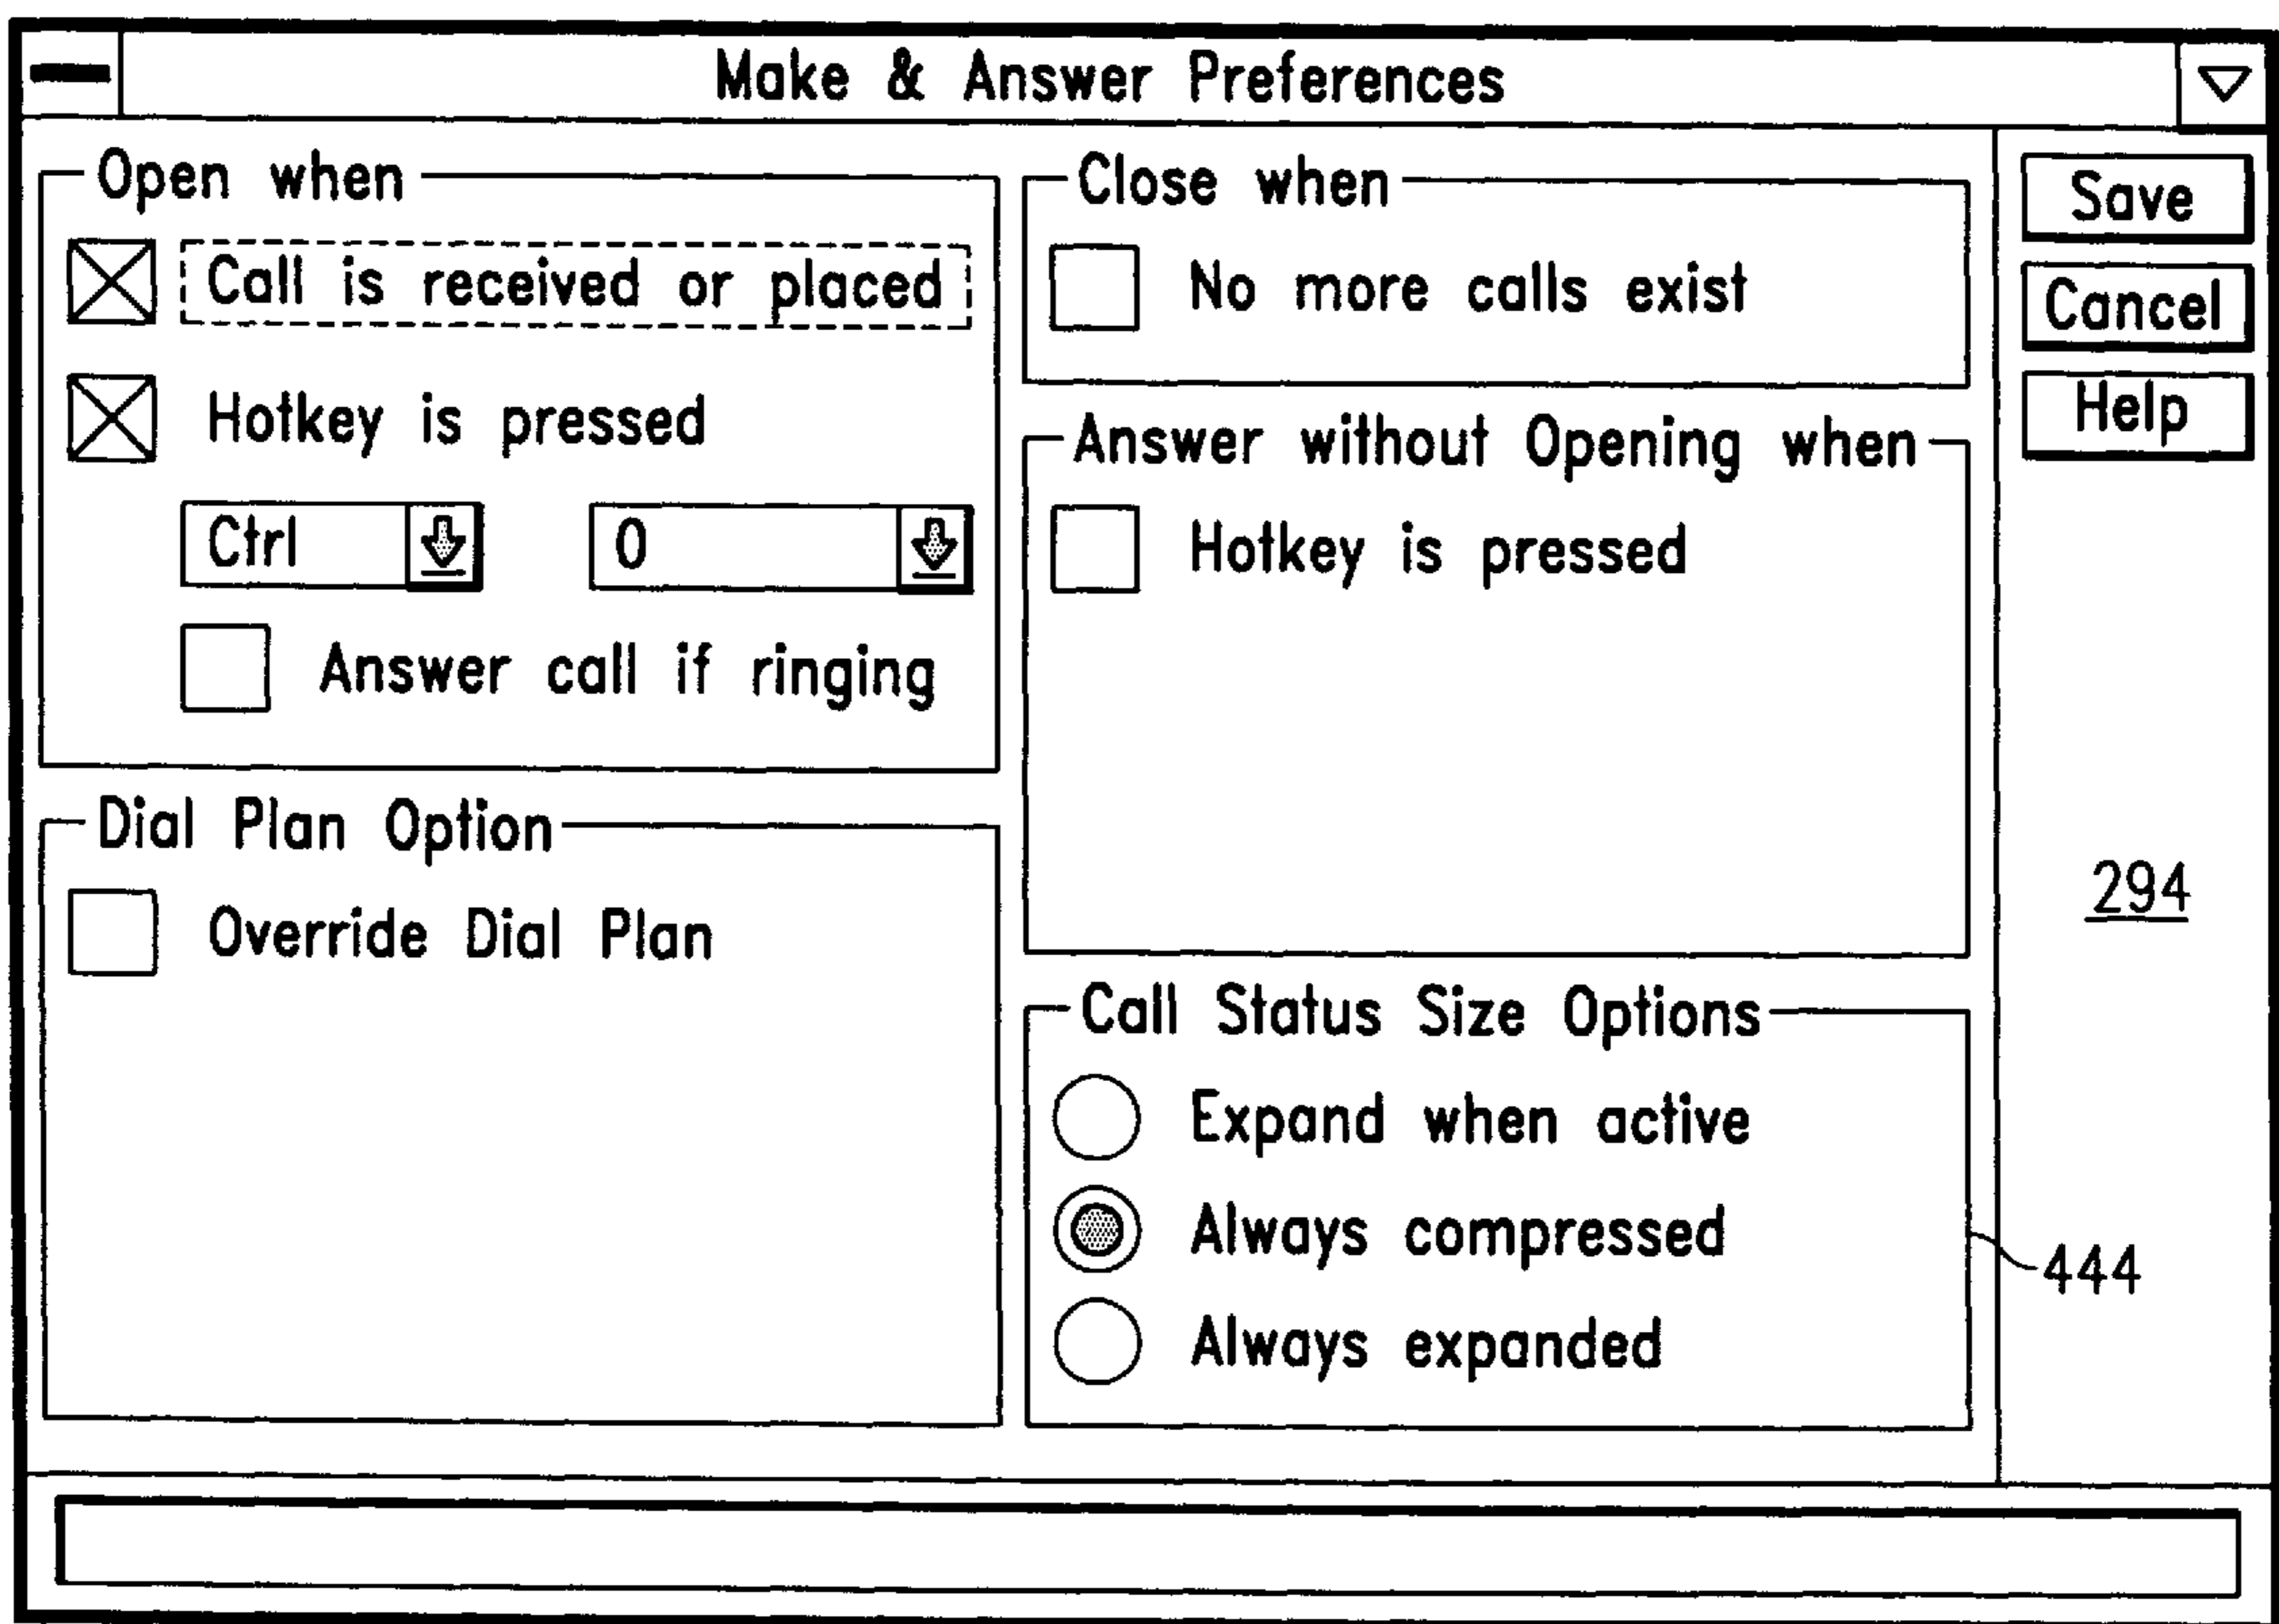 Make & Answer Preferences
Open when
Call is received or placed
Hotkey is pressed
Ctrl 0
Answer call if ringing
Dial Plan Option
Override Dial Plan
Close when
No more calls exist
Answer without Opening when
Hotkey is pressed
Call Status Size Options
Expand when active
Always compressed
Always expanded
Save
Cancel
Help
294
444